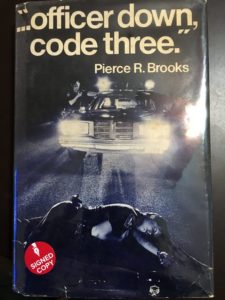 "...officer down,
code three."
Pierce R. Brooks
SIGNED
COPY